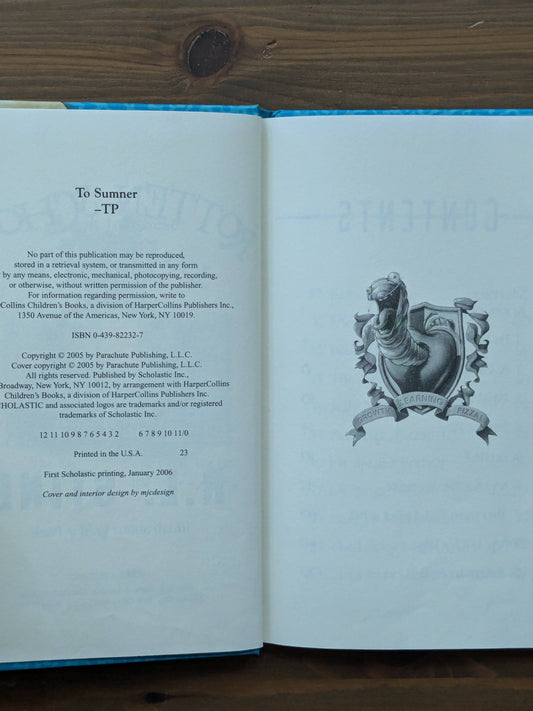 To Sumner
–TP
No part of this publication may be reproduced,
stored in a retrieval system, or transmitted in any form
by any means, electronic, mechanical, photocopying, recording,
or otherwise, without written permission of the publisher.
For information regarding permission, write to
Collins Children's Books, a division of HarperCollins Publishers Inc.,
1350 Avenue of the Americas, New York, NY 10019.
ISBN 0-439-82232-7
Copyright © 2005 by Parachute Publishing, L.L.C.
Cover copyright © 2005 by Parachute Publishing, L.L.C.
All rights reserved. Published by Scholastic Inc.,
Broadway, New York, NY 10012, by arrangement with HarperCollins
Children's Books, a division of HarperCollins Publishers Inc.
CHOLASTIC and associated logos are trademarks and/or registered
trademarks of Scholastic Inc.
12 11 10 9 8 7 6 5 4 3 2 6 7 8 9 10 11/0
Printed in the U.S.A. 23
First Scholastic printing, January 2006
Cover and interior design by mjcdesign
CONTENTS
GROWTH LEARNING PIZZA!